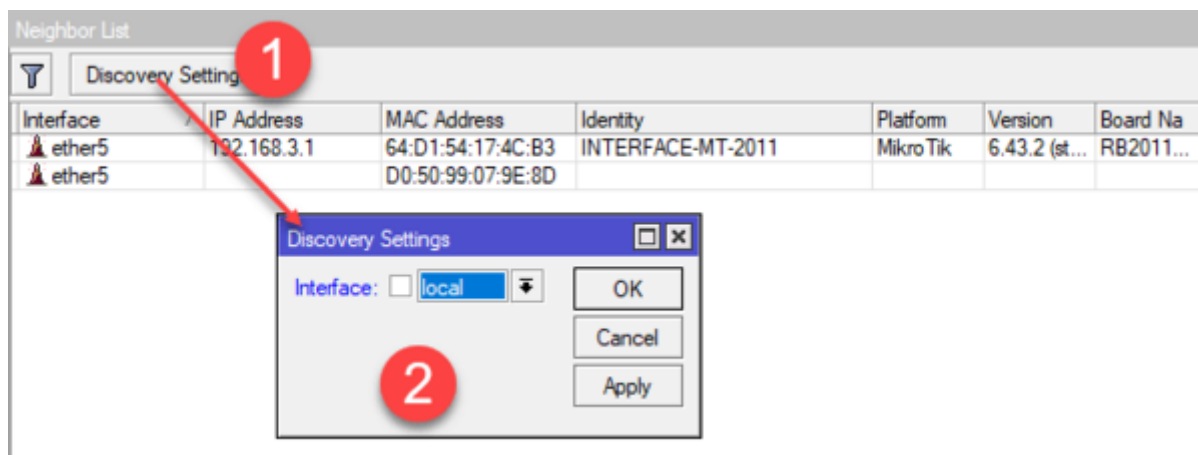 Neighbor List
Discovery Setting 1
Interface IP Address MAC Address Identity Platform Version Board Na
ether5 192.168.3.1 64:D1:54:17:4C:B3 INTERFACE-MT-2011 MikroTik 6.43.2 (st... RB2011...
ether5 D0:50:99:07:9E:8D
Discovery Settings
Interface: local OK
Cancel
2 Apply